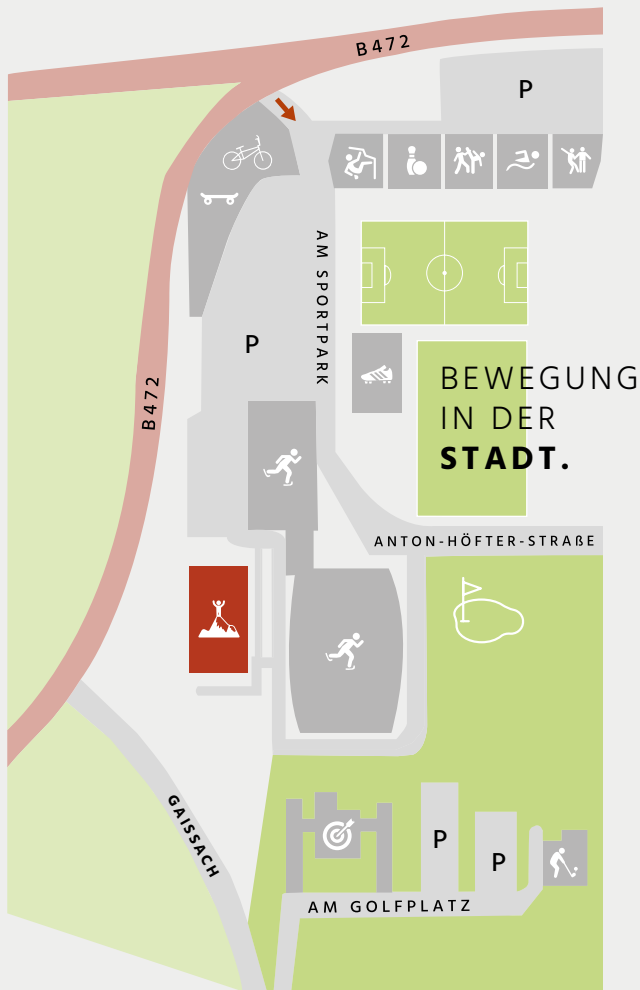 B472
P
AM SPORTPARK
P
B472
BEWEGUNG
IN DER
STADT.
ANTON-HÖFTER-STRAßE
GAISSACH
P
P
AM GOLFPLATZ